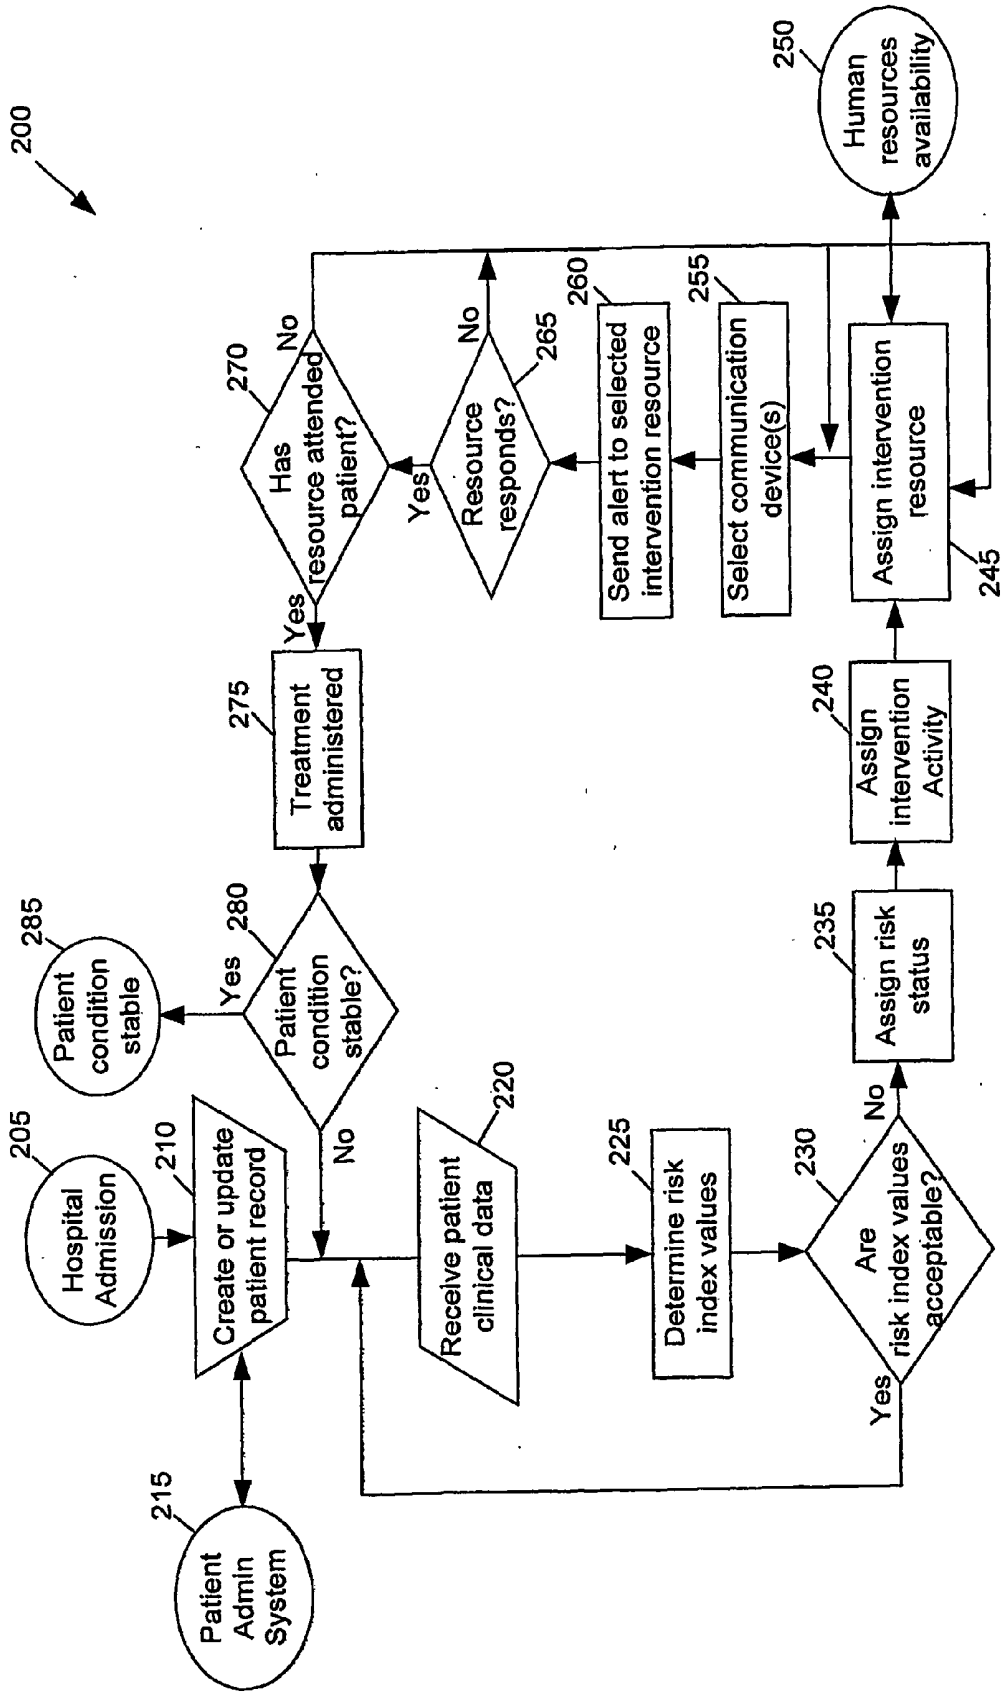 200
205
Hospital
Admission
285
Patient
condition
stable
215
Patient
Admin
System
210
Create or update
patient record
280
Patient
condition
stable?
Yes
No
275
Treatment
administered
270
Has
resource attended
patient?
Yes
No
220
Receive patient
clinical data
265
Resource
responds?
Yes
No
225
Determine risk
index values
260
Send alert to selected
intervention resource
255
Select communication
device(s)
230
Are
risk index values
acceptable?
Yes
No
235
Assign risk
status
240
Assign
intervention
Activity
245
Assign intervention
resource
250
Human
resources
availability